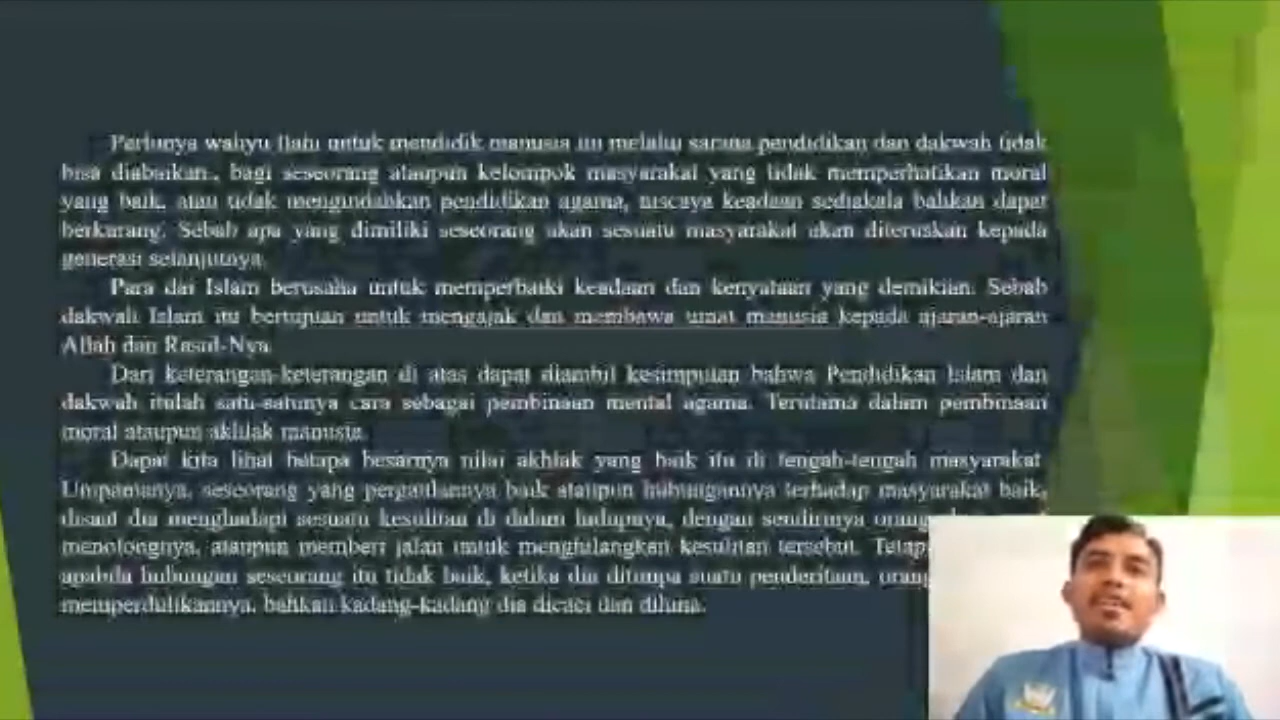 Perlunya wahyu Ilahi untuk mendidik manusia itu melalui sarana pendidikan dan dakwah tidak
bisa diabaikan., bagi seseorang ataupun kelompok masyarakat yang tidak memperhatikan moral
yang baik, atau tidak mengindahkan pendidikan agama, niscaya keadaan sediakala bahkan dapat
berkurang. Sebab apa yang dimiliki seseorang akan sesuatu masyarakat akan diteruskan kepada
generasi selanjutnya.
Para dai Islam berusaha untuk memperbaiki keadaan dan kenyataan yang demikian. Sebab
dakwah Islam itu bertujuan untuk mengajak dan membawa umat manusia kepada ajaran-ajaran
Allah dan Rasul-Nya.
Dari keterangan-keterangan di atas dapat diambil kesimpulan bahwa Pendidikan Islam dan
dakwah itulah satu-satunya cara sebagai pembinaan mental agama. Terutama dalam pembinaan
moral ataupun akhlak manusia.
Dapat kita lihat betapa besarnya nilai akhlak yang baik itu di tengah-tengah masyarakat.
Umpamanya, seseorang yang pergaulannya baik ataupun hubungannya terhadap masyarakat baik,
disaat dia menghadapi sesuatu kesulitan di dalam hidupnya, dengan sendirinya orang
menolongnya, ataupun memberi jalan untuk menghilangkan kesulitan tersebut.
apabila hubungan seseorang itu tidak baik, ketika dia ditimpa suatu penderitaan,
memperdulikannya, bahkan kadang-kadang dia dicaci dan dihina.